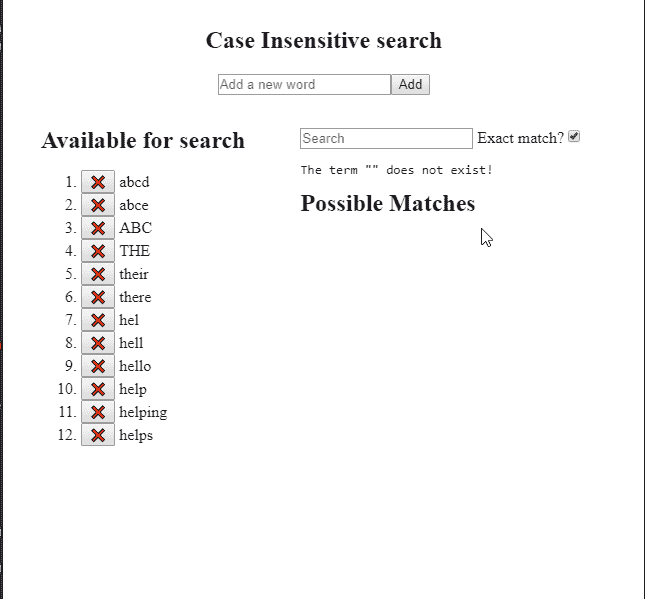 Case Insensitive search
Add a new word Add
Available for search
1. abcd
2. abce
3. ABC
4. THE
5. their
6. there
7. hel
8. hell
9. hello
10. help
11. helping
12. helps
Search Exact match?
The term "" does not exist!
Possible Matches